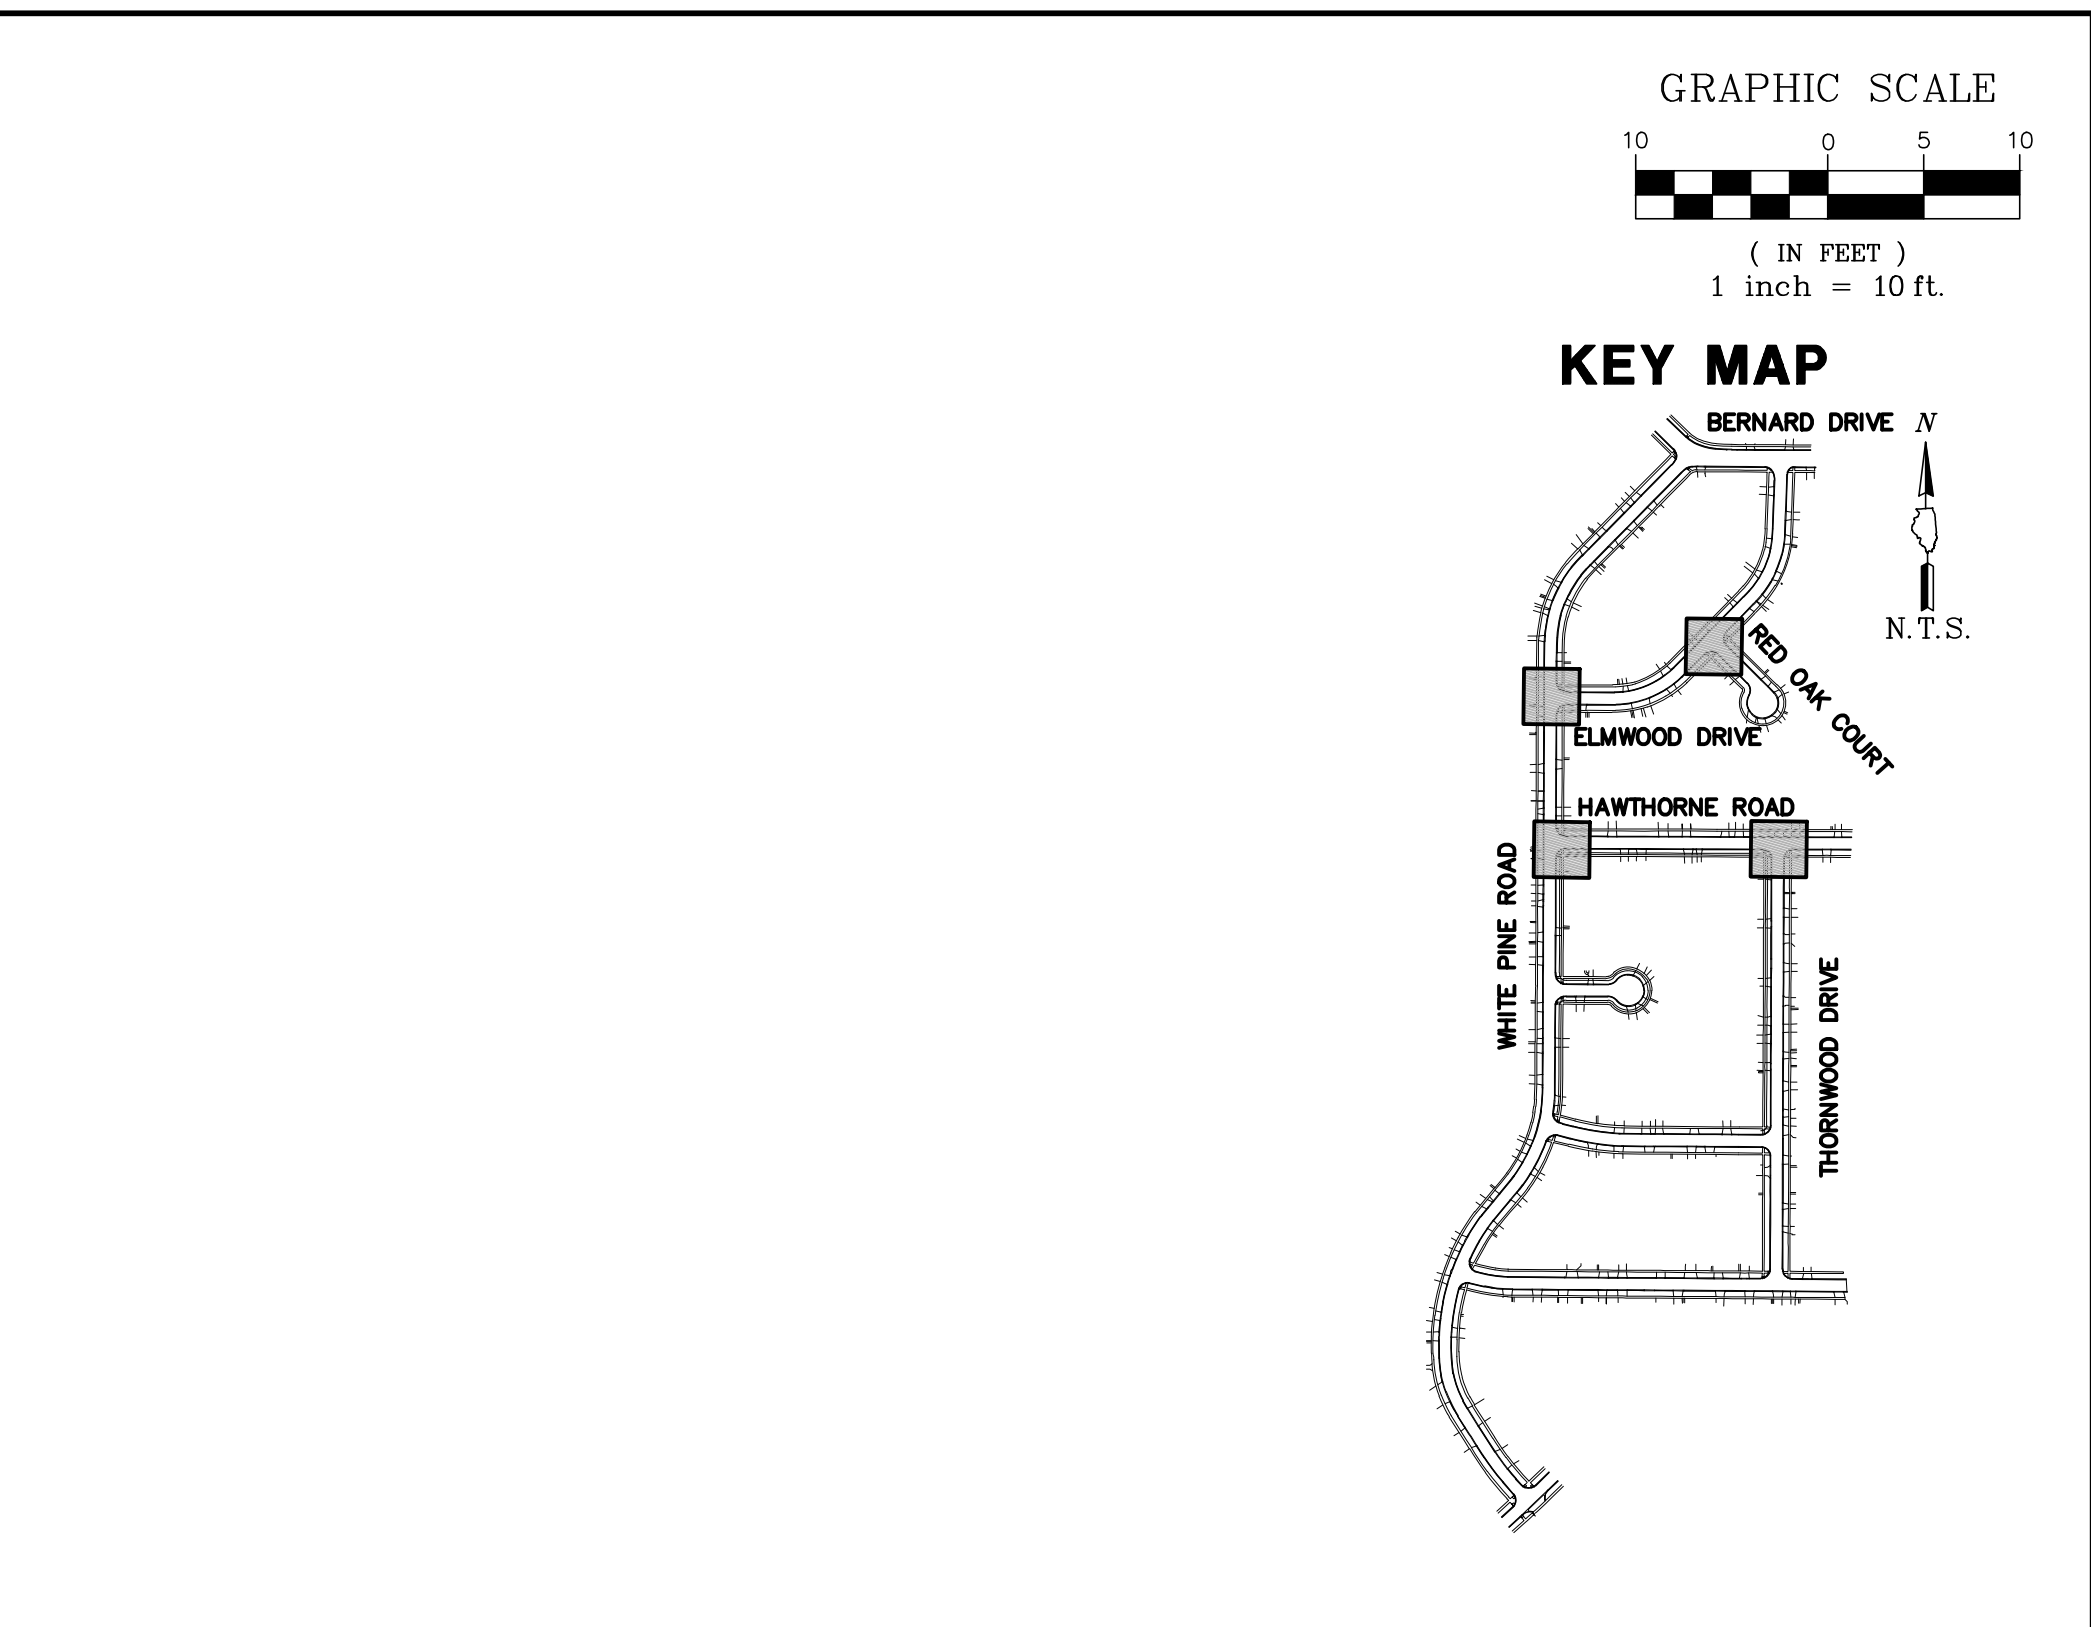 GRAPHIC SCALE
10 0 5 10
( IN FEET )
1 inch = 10 ft.
KEY MAP
BERNARD DRIVE
N
N.T.S.
RED OAK COURT
ELMWOOD DRIVE
HAWTHORNE ROAD
WHITE PINE ROAD
THORNWOOD DRIVE